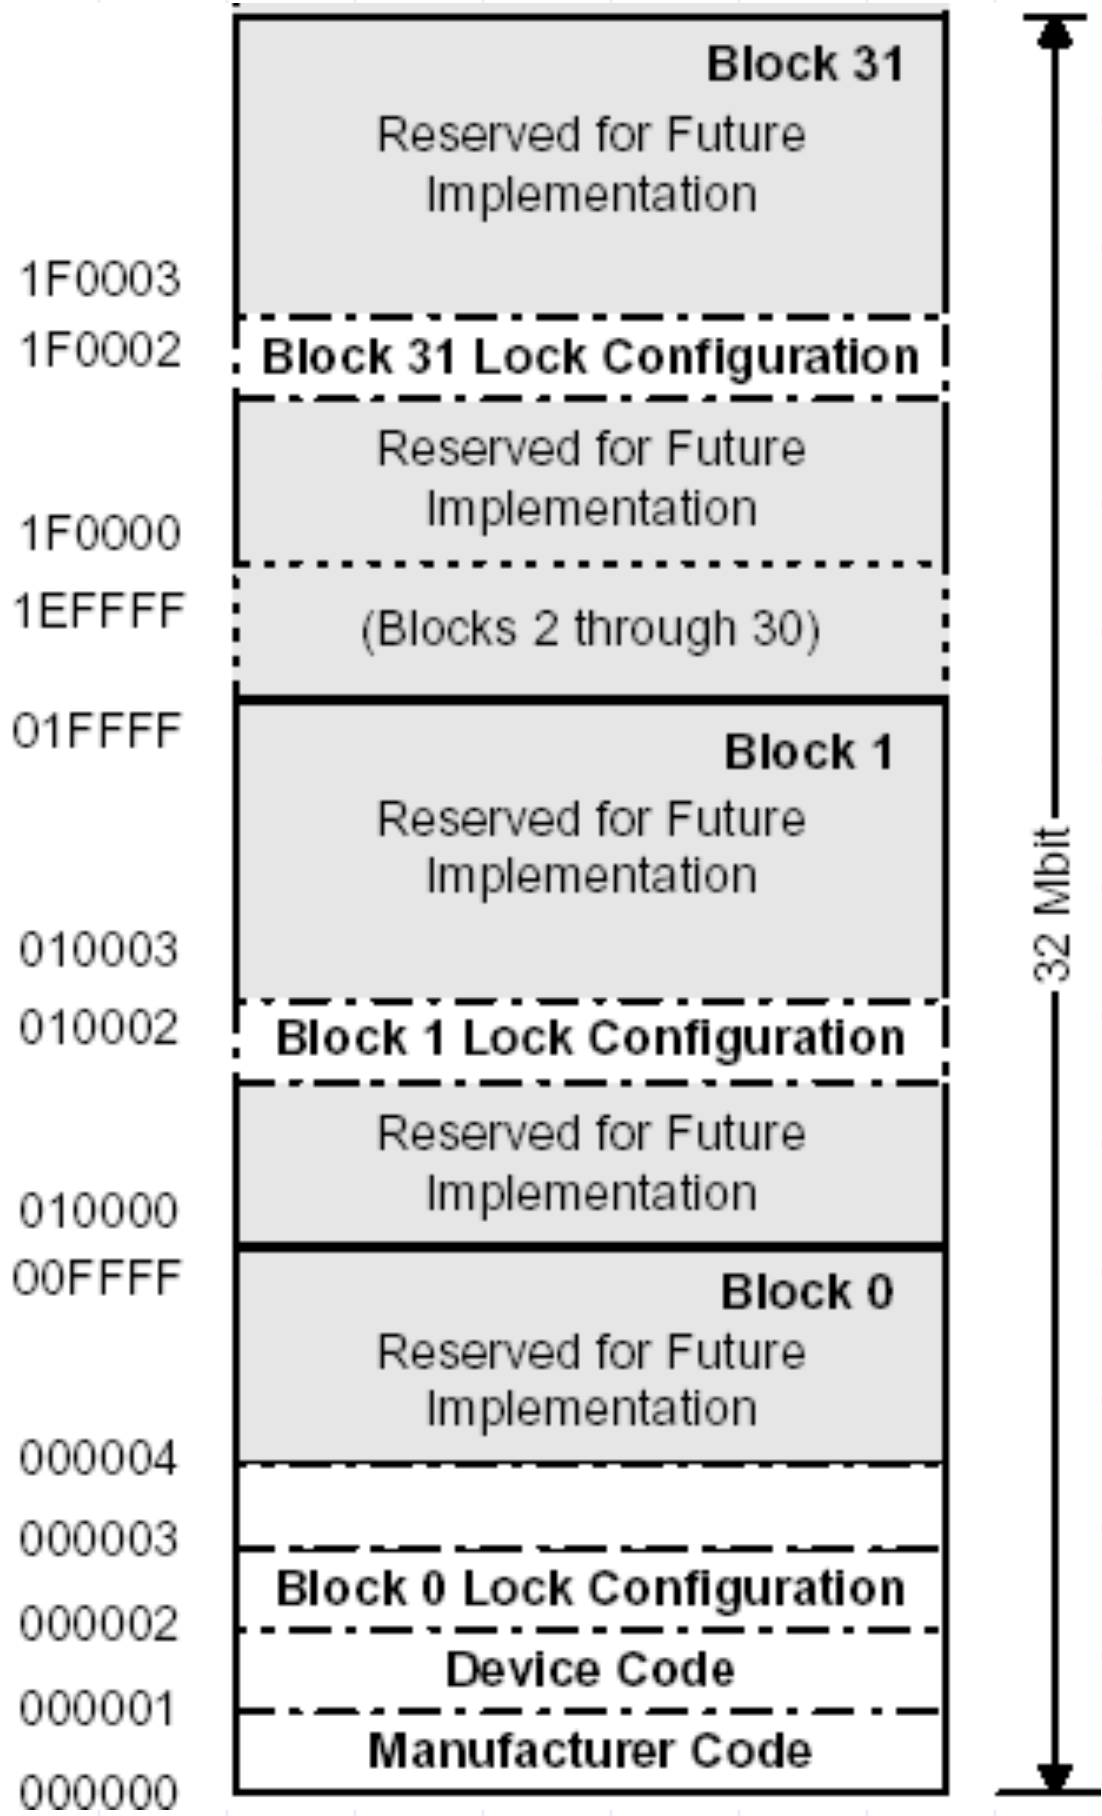 Block 31
Reserved for Future
Implementation
1F0003
1F0002
Block 31 Lock Configuration
Reserved for Future
Implementation
1F0000
1EFFFF
(Blocks 2 through 30)
01FFFF
Block 1
Reserved for Future
Implementation
32 Mbit
010003
010002
Block 1 Lock Configuration
Reserved for Future
Implementation
010000
00FFFF
Block 0
Reserved for Future
Implementation
000004
000003
Block 0 Lock Configuration
000002
Device Code
000001
Manufacturer Code
000000